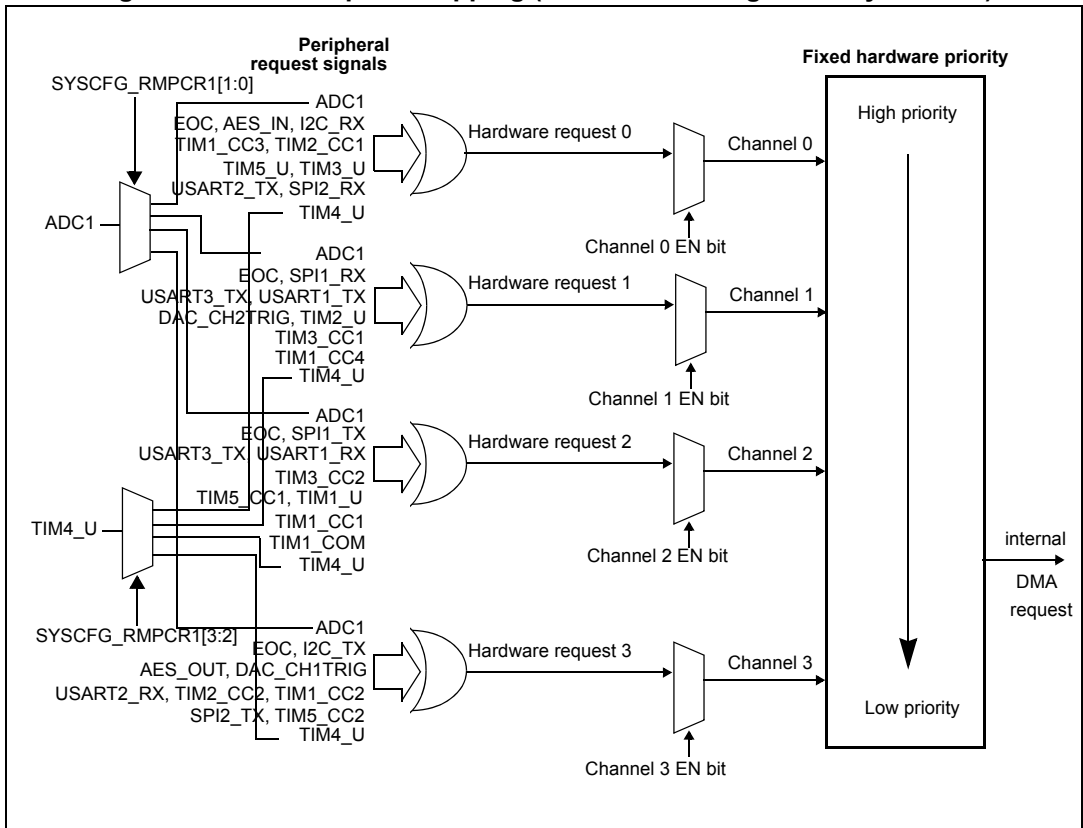 Peripheral
request signals
Fixed hardware priority
SYSCFG_RMPCR1[1:0]
ADC1
EOC, AES_IN, I2C_RX
TIM1_CC3, TIM2_CC1
TIM5_U, TIM3_U
USART2_TX, SPI2_RX
TIM4_U
Hardware request 0
Channel 0
Channel 0 EN bit
High priority
ADC1
ADC1
EOC, SPI1_RX
USART3_TX, USART1_TX
DAC_CH2TRIG, TIM2_U
TIM3_CC1
TIM1_CC4
TIM4_U
Hardware request 1
Channel 1
Channel 1 EN bit
ADC1
EOC, SPI1_TX
USART3_TX, USART1_RX
TIM3_CC2
TIM5_CC1, TIM1_U
TIM1_CC1
TIM1_COM
TIM4_U
Hardware request 2
Channel 2
Channel 2 EN bit
TIM4_U
SYSCFG_RMPCR1[3:2]
internal
DMA
request
ADC1
EOC, I2C_TX
AES_OUT, DAC_CH1TRIG
USART2_RX, TIM2_CC2, TIM1_CC2
SPI2_TX, TIM5_CC2
TIM4_U
Hardware request 3
Channel 3
Channel 3 EN bit
Low priority